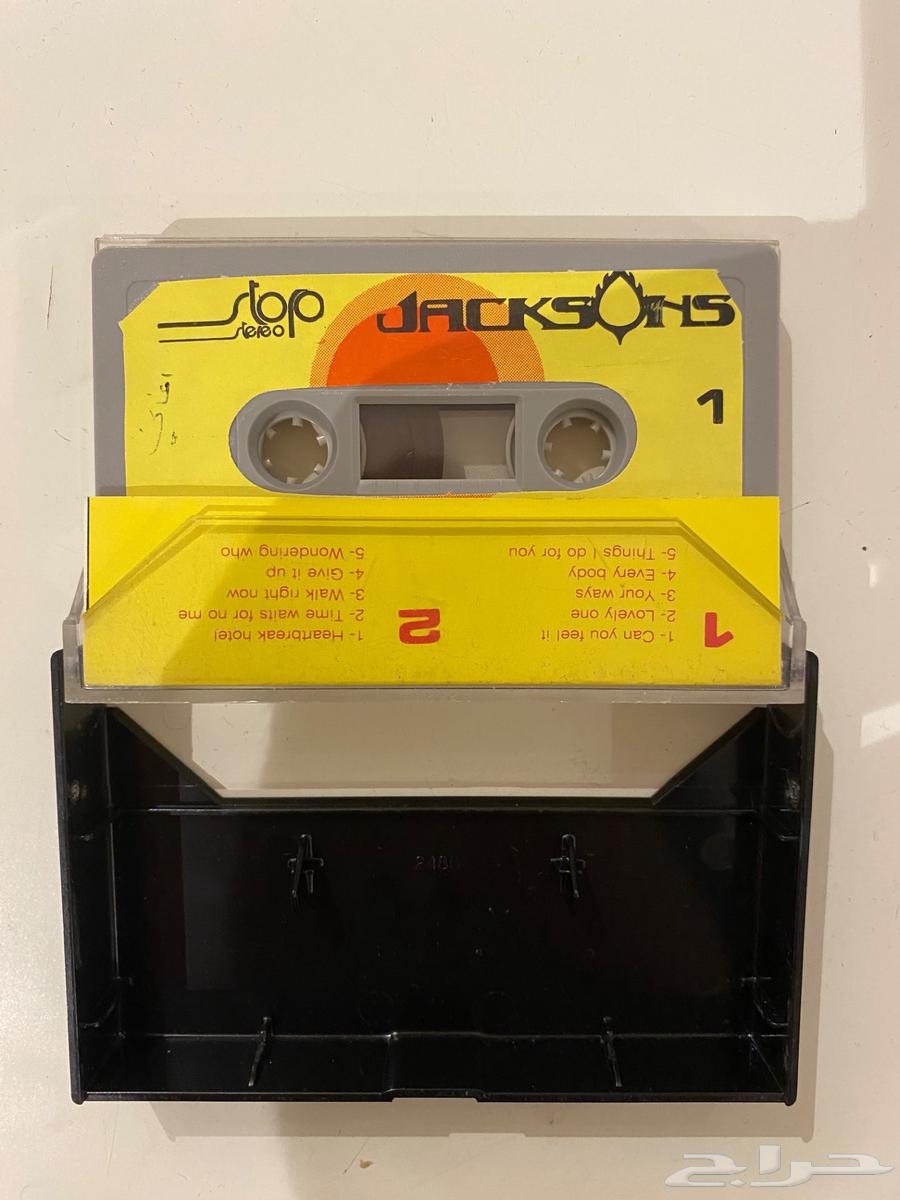 stop
stereo
JACKSONS
1
1
1- Can you feel it
2- Lovely one
3- Your ways
4- Every body
5- Things I do for you
2
1- Heartbreak hotel
2- Time waits for no me
3- Walk right now
4- Give it up
5- Wondering who
حراج